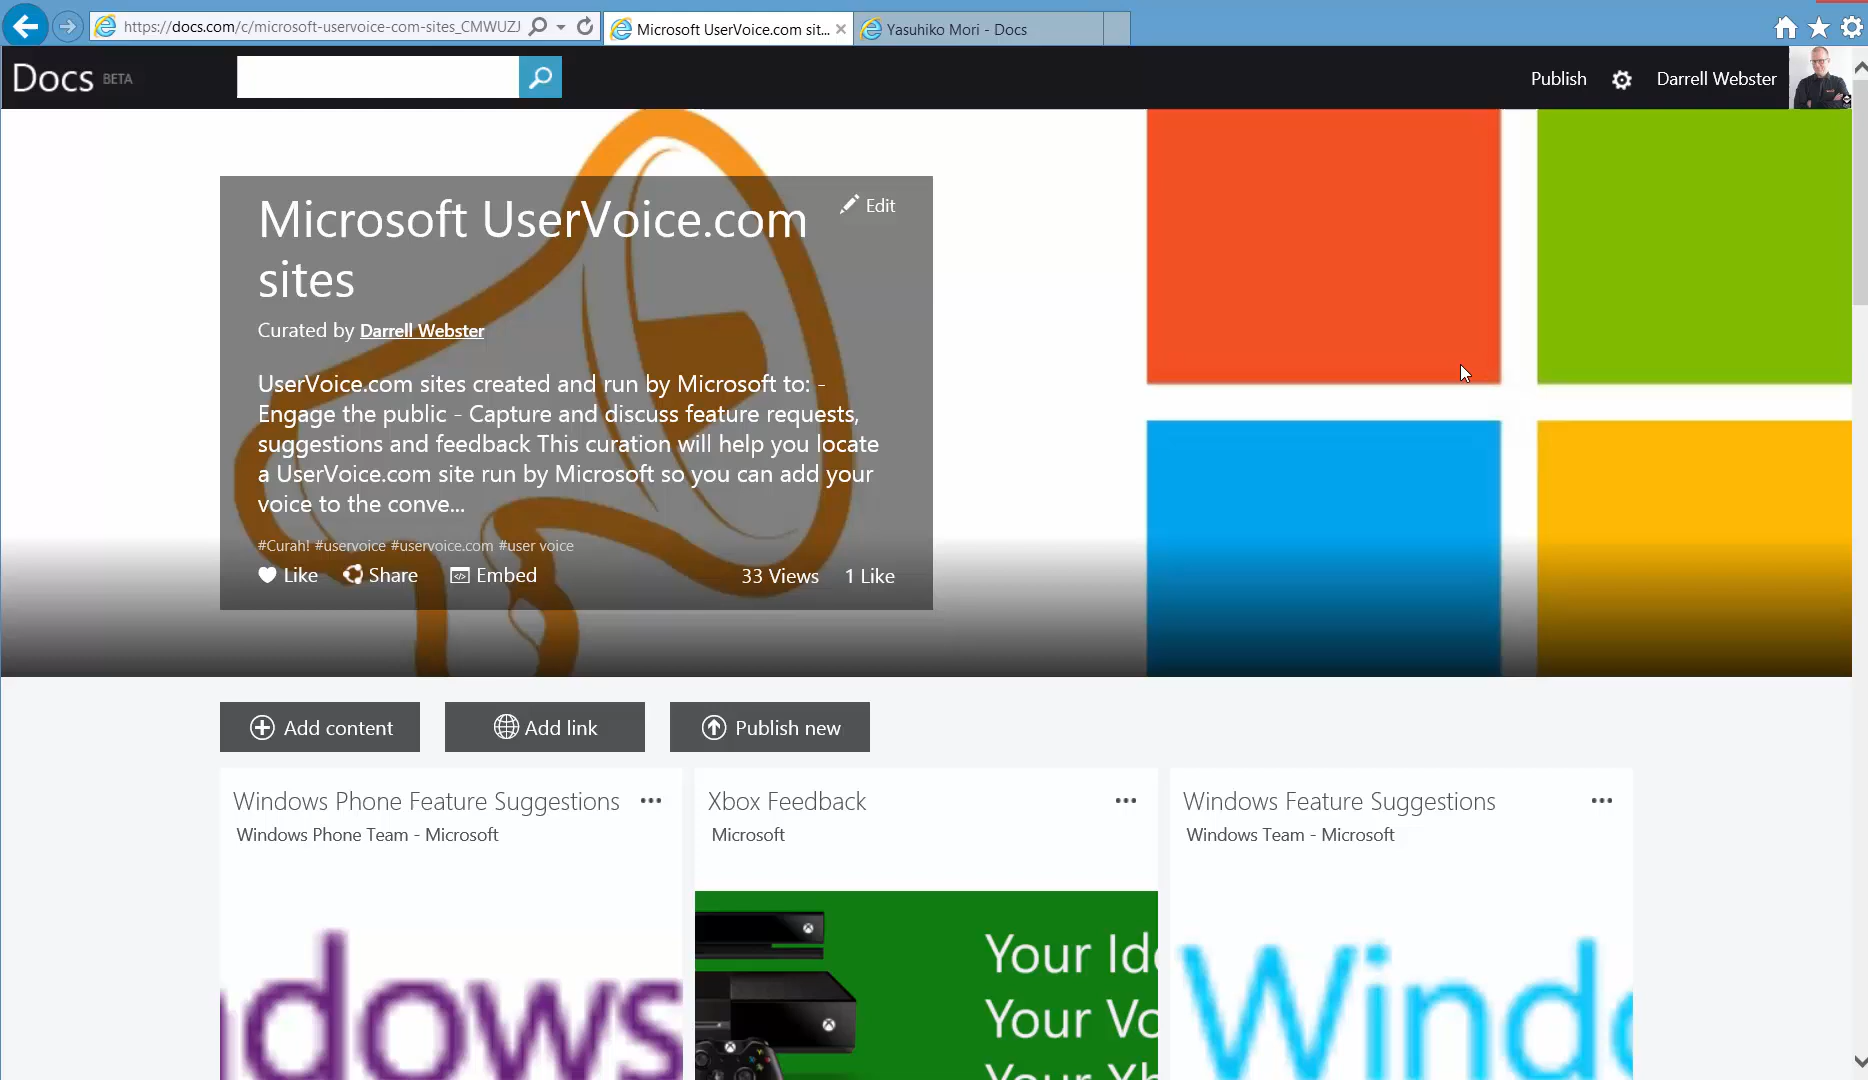 https://docs.com/c/microsoft-uservoice-com-sites_CMWUZJ
Microsoft UserVoice.com sit...
Yasuhiko Mori - Docs
Docs BETA
Publish
Darrell Webster
Microsoft UserVoice.com
sites
Edit
Curated by Darrell Webster
UserVoice.com sites created and run by Microsoft to: -
Engage the public - Capture and discuss feature requests,
suggestions and feedback This curation will help you locate
a UserVoice.com site run by Microsoft so you can add your
voice to the conve...
#Curah! #uservoice #uservoice.com #user voice
Like Share Embed 33 Views 1 Like
Add content
Add link
Publish new
Windows Phone Feature Suggestions
Windows Phone Team - Microsoft
Xbox Feedback
Microsoft
Windows Feature Suggestions
Windows Team - Microsoft
ndows
Your Ide
Your Vo
Your Xb
Windo